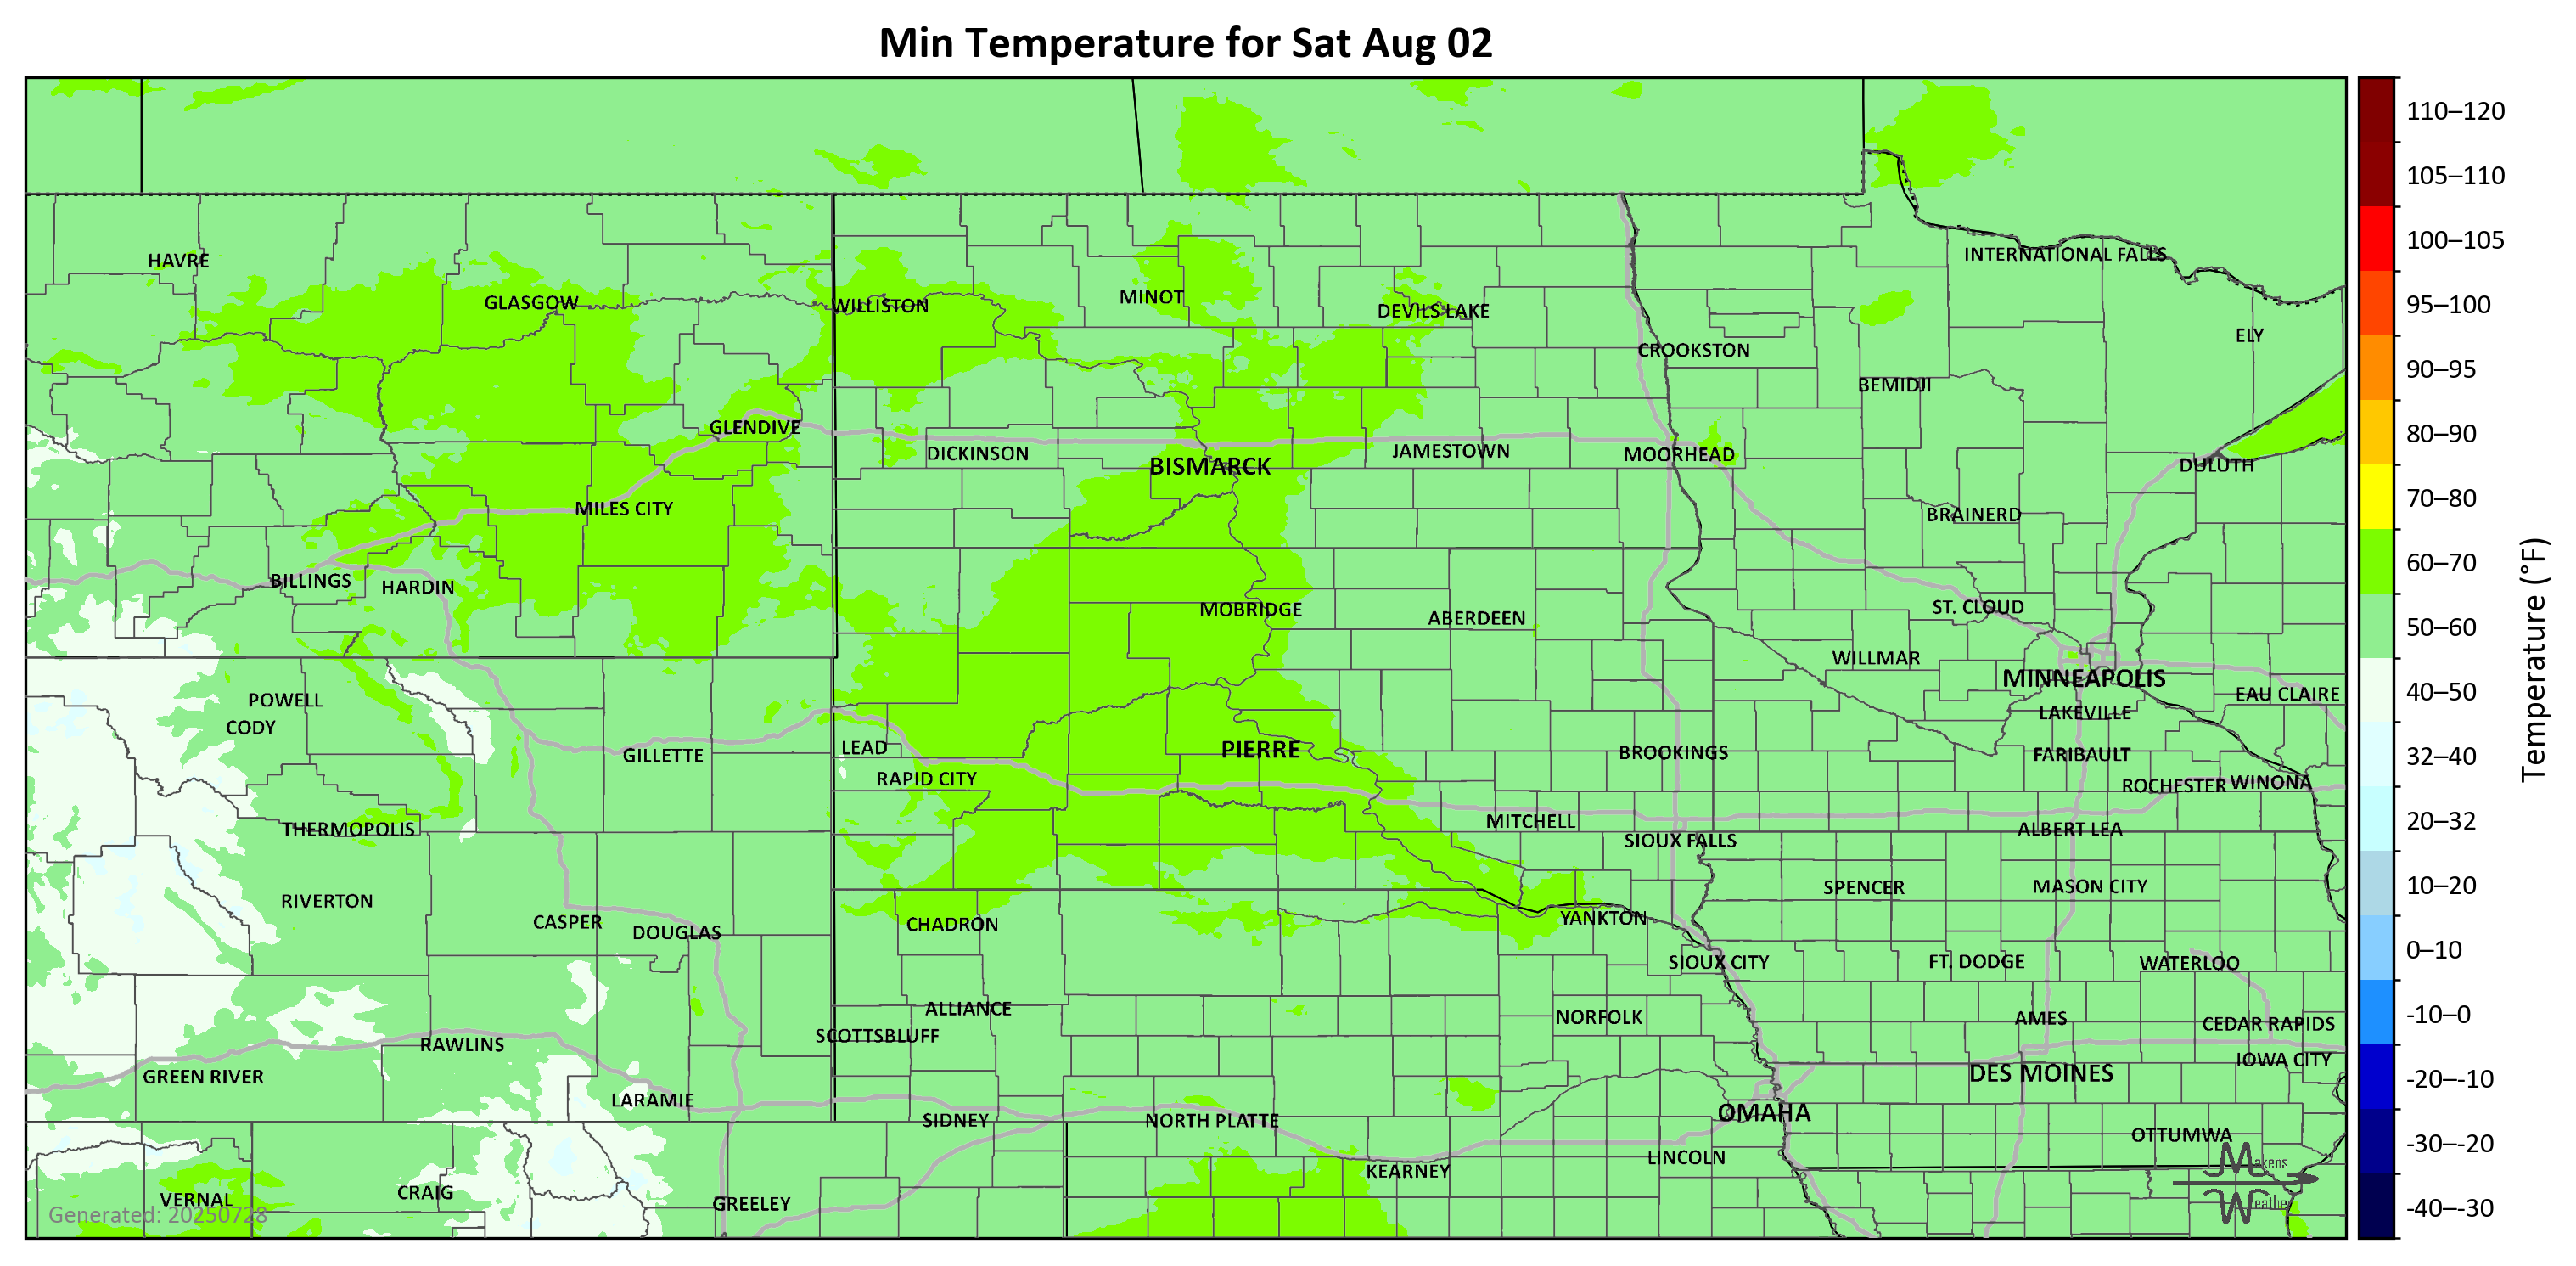 Min Temperature for Sat Aug 02
HAVRE
GLASGOW
WILLISTON
MINOT
DEVILS LAKE
INTERNATIONAL FALLS
ELY
CROOKSTON
BEMIDJI
GLENDIVE
DICKINSON
BISMARCK
JAMESTOWN
MOORHEAD
DULUTH
MILES CITY
BRAINERD
BILLINGS
HARDIN
MOBRIDGE
ABERDEEN
ST. CLOUD
WILLMAR
MINNEAPOLIS
EAU CLAIRE
LAKEVILLE
POWELL
CODY
GILLETTE
LEAD
RAPID CITY
PIERRE
BROOKINGS
FARIBAULT
ROCHESTER
WINONA
THERMOPOLIS
MITCHELL
SIOUX FALLS
ALBERT LEA
RIVERTON
CASPER
DOUGLAS
CHADRON
YANKTON
SPENCER
MASON CITY
SIOUX CITY
FT. DODGE
WATERLOO
ALLIANCE
SCOTTSBLUFF
NORFOLK
AMES
CEDAR RAPIDS
IOWA CITY
RAWLINS
GREEN RIVER
LARAMIE
SIDNEY
NORTH PLATTE
OMAHA
DES MOINES
OTTUMWA
KEARNEY
LINCOLN
VERNAL
CRAIG
GREELEY
Generated: 20250728
Makens
Weather
110–120
105–110
100–105
95–100
90–95
80–90
70–80
60–70
50–60
40–50
32–40
20–32
10–20
0–10
-10–0
-20–-10
-30–-20
-40–-30
Temperature (°F)